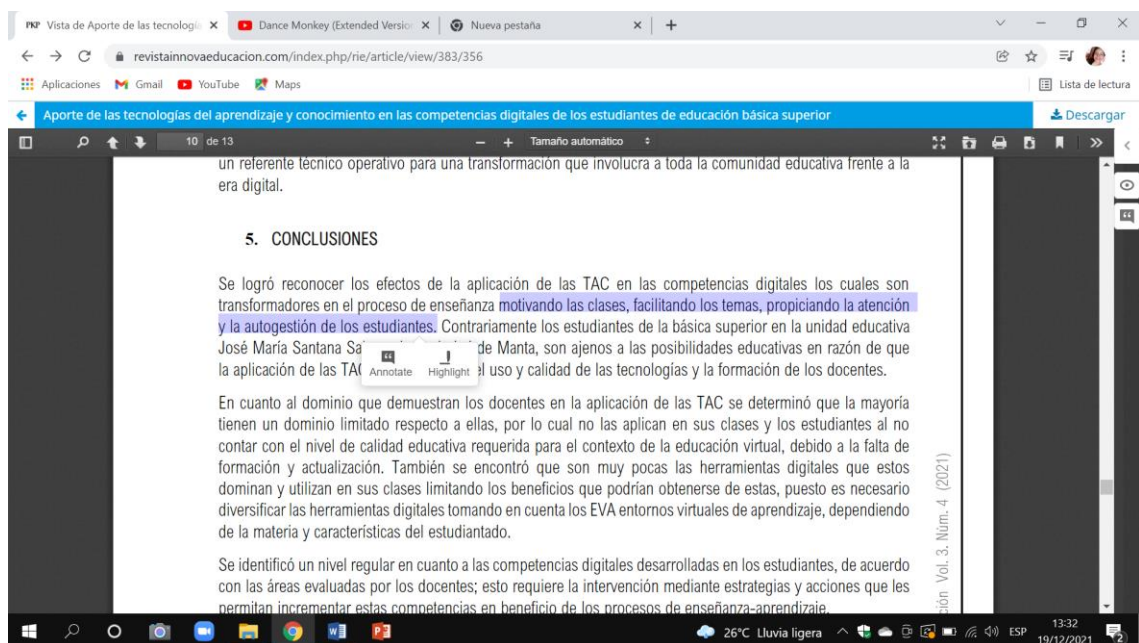 PKP Vista de Aporte de las tecnologí
Dance Monkey (Extended Versio
Nueva pestaña
revistainnovaeducacion.com/index.php/rie/article/view/383/356
Aplicaciones Gmail YouTube Maps Lista de lectura
Aporte de las tecnologías del aprendizaje y conocimiento en las competencias digitales de los estudiantes de educación básica superior Descargar
10 de 13 Tamaño automático
un referente técnico operativo para una transformación que involucra a toda la comunidad educativa frente a la
era digital.
5. CONCLUSIONES
Se logró reconocer los efectos de la aplicación de las TAC en las competencias digitales los cuales son
transformadores en el proceso de enseñanza motivando las clases, facilitando los temas, propiciando la atención
y la autogestión de los estudiantes. Contrariamente los estudiantes de la básica superior en la unidad educativa
José María Santana de Manta, son ajenos a las posibilidades educativas en razón de que
la aplicación de las TAC el uso y calidad de las tecnologías y la formación de los docentes.
Annotate Highlight
En cuanto al dominio que demuestran los docentes en la aplicación de las TAC se determinó que la mayoría
tienen un dominio limitado respecto a ellas, por lo cual no las aplican en sus clases y los estudiantes al no
contar con el nivel de calidad educativa requerida para el contexto de la educación virtual, debido a la falta de
formación y actualización. También se encontró que son muy pocas las herramientas digitales que estos
dominan y utilizan en sus clases limitando los beneficios que podrían obtenerse de estas, puesto es necesario
diversificar las herramientas digitales tomando en cuenta los EVA entornos virtuales de aprendizaje, dependiendo
de la materia y características del estudiantado.
Se identificó un nivel regular en cuanto a las competencias digitales desarrolladas en los estudiantes, de acuerdo
con las áreas evaluadas por los docentes; esto requiere la intervención mediante estrategias y acciones que les
permitan incrementar estas competencias en beneficio de los procesos de enseñanza-aprendizaje.
ción Vol. 3. Núm. 4 (2021)
26°C Lluvia ligera ESP 13:32
19/12/2021 2